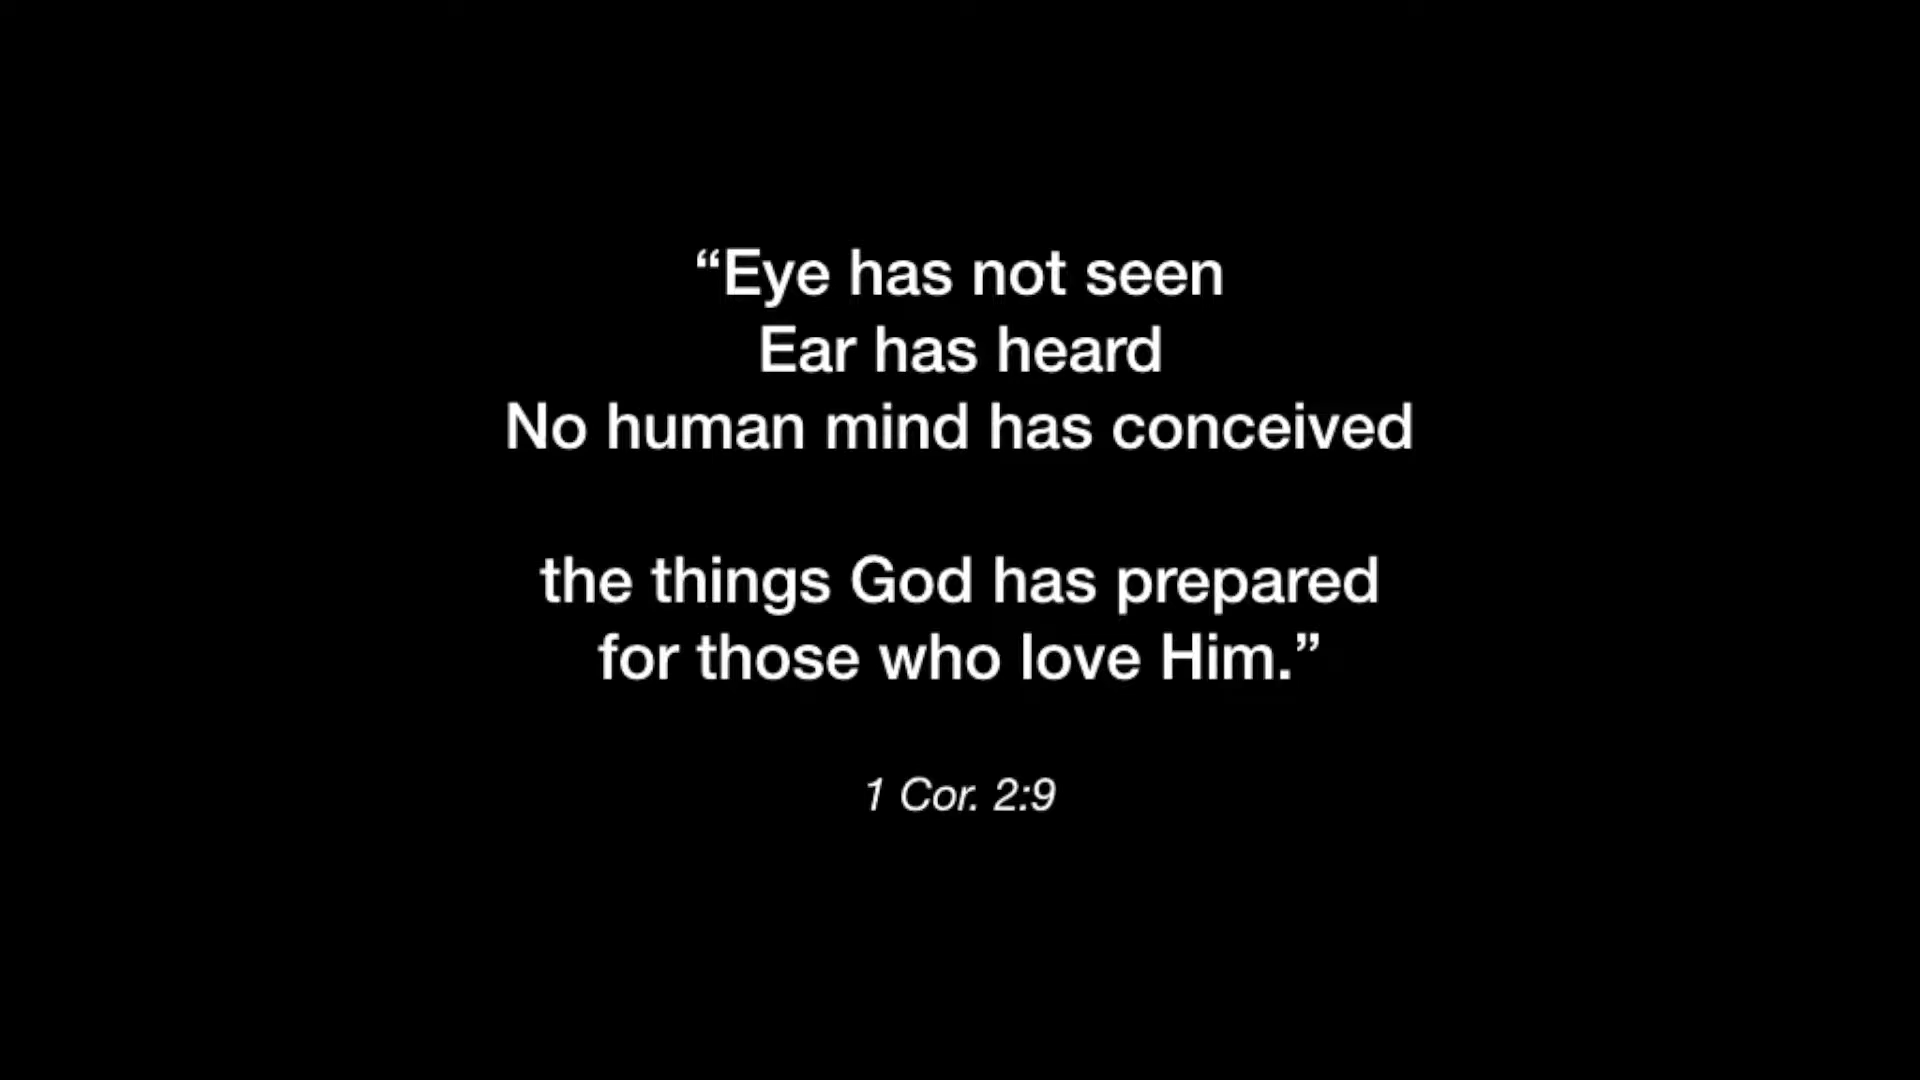 “Eye has not seen
Ear has heard
No human mind has conceived
the things God has prepared
for those who love Him.”
1 Cor. 2:9